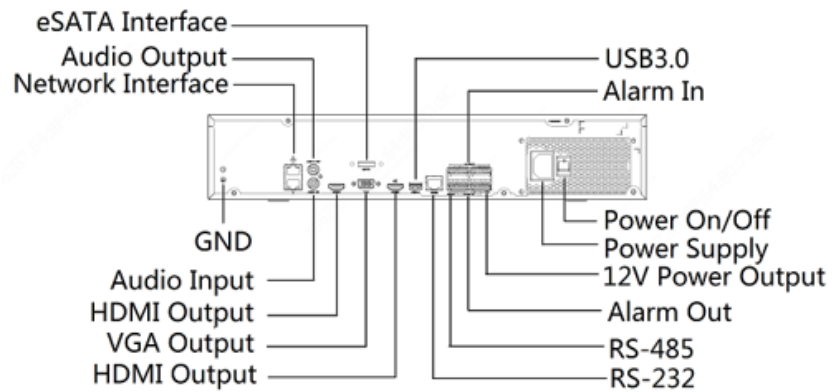 eSATA Interface
Audio Output
Network Interface
USB3.0
Alarm In
GND
Audio Input
HDMI Output
VGA Output
HDMI Output
Power On/Off
Power Supply
12V Power Output
Alarm Out
RS-485
RS-232